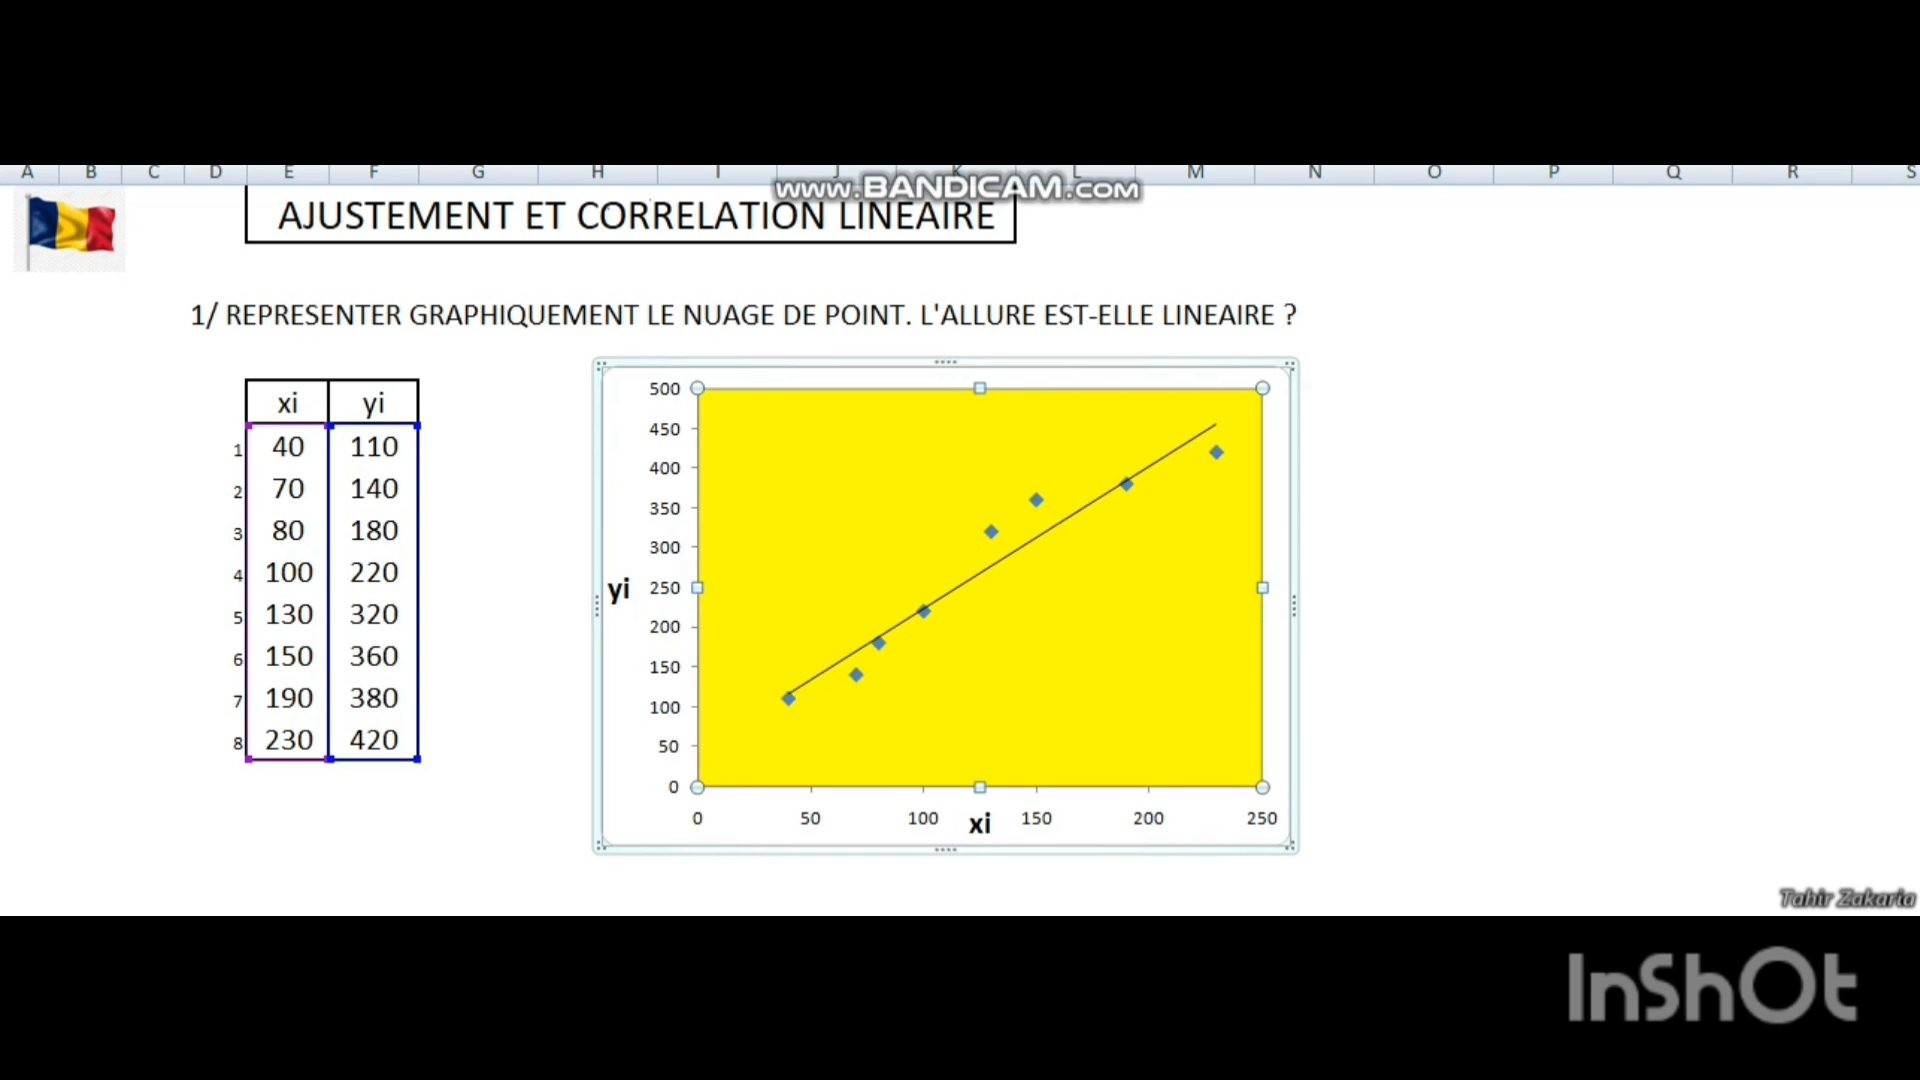 A B C D E F G H I J K L M N O P Q R S
www.BANDICAM.com
AJUSTEMENT ET CORRELATION LINEAIRE
1/ REPRESENTER GRAPHIQUEMENT LE NUAGE DE POINT. L'ALLURE EST-ELLE LINEAIRE ?
xi yi
1 40 110
2 70 140
3 80 180
4 100 220
5 130 320
6 150 360
7 190 380
8 230 420
500
450
400
350
300
yi
250
200
150
100
50
0
0 50 100 150 200 250
xi
Tahir Zakaria
InShOt